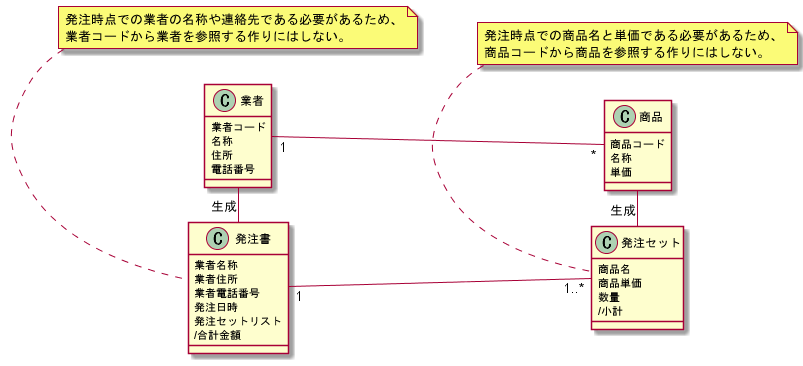 発注時点での業者の名称や連絡先である必要があるため、
業者コードから業者を参照する作りにはしない。
発注時点での商品名と単価である必要があるため、
商品コードから商品を参照する作りにはしない。
C 業者
業者コード
名称
住所
電話番号
1
*
C 商品
商品コード
名称
単価
生成
生成
C 発注書
業者名称
業者住所
業者電話番号
発注日時
発注セットリスト
/合計金額
1
1..*
C 発注セット
商品名
商品単価
数量
/小計